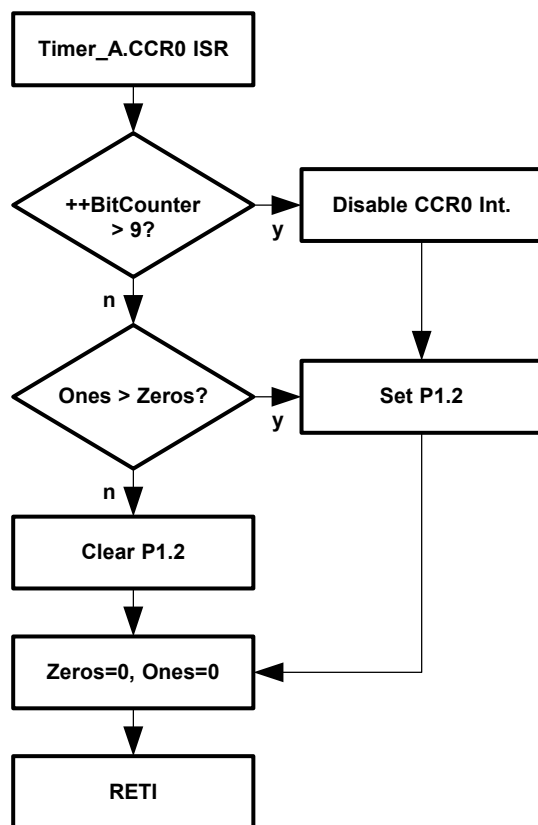 Timer_A.CCR0 ISR
++BitCounter
> 9?
Disable CCR0 Int.
y
n
Ones > Zeros?
Set P1.2
y
n
Clear P1.2
Zeros=0, Ones=0
RETI